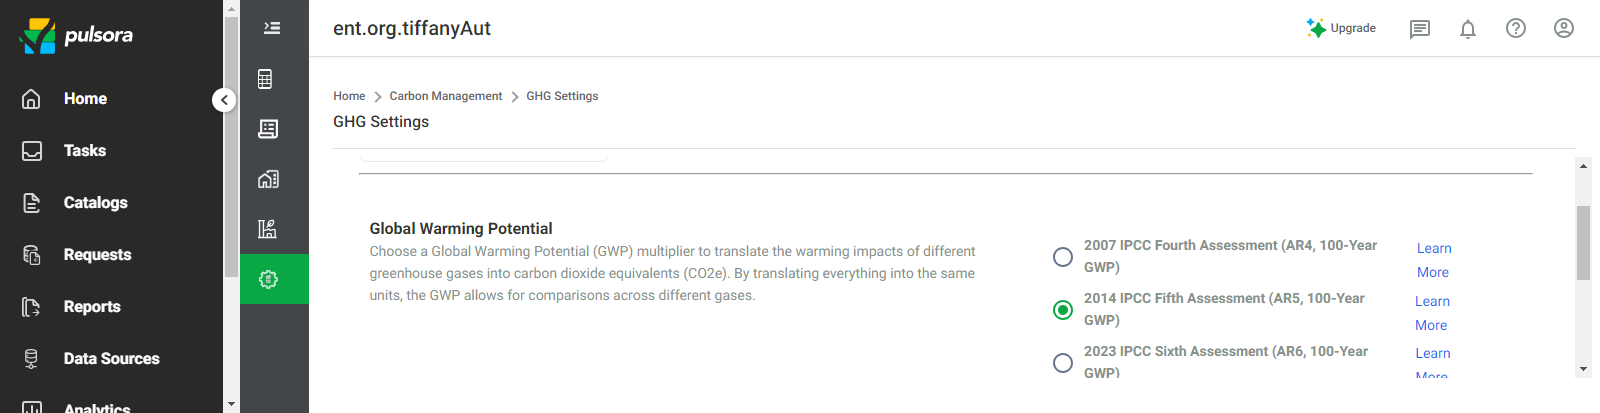 pulsora
Home
Tasks
Catalogs
Requests
Reports
Data Sources
Analytics
ent.org.tiffanyAut
Upgrade
Home > Carbon Management > GHG Settings
GHG Settings
Global Warming Potential
Choose a Global Warming Potential (GWP) multiplier to translate the warming impacts of different
greenhouse gases into carbon dioxide equivalents (CO2e). By translating everything into the same
units, the GWP allows for comparisons across different gases.
2007 IPCC Fourth Assessment (AR4, 100-Year
GWP)
Learn
More
2014 IPCC Fifth Assessment (AR5, 100-Year
GWP)
Learn
More
2023 IPCC Sixth Assessment (AR6, 100-Year
GWP)
Learn
More